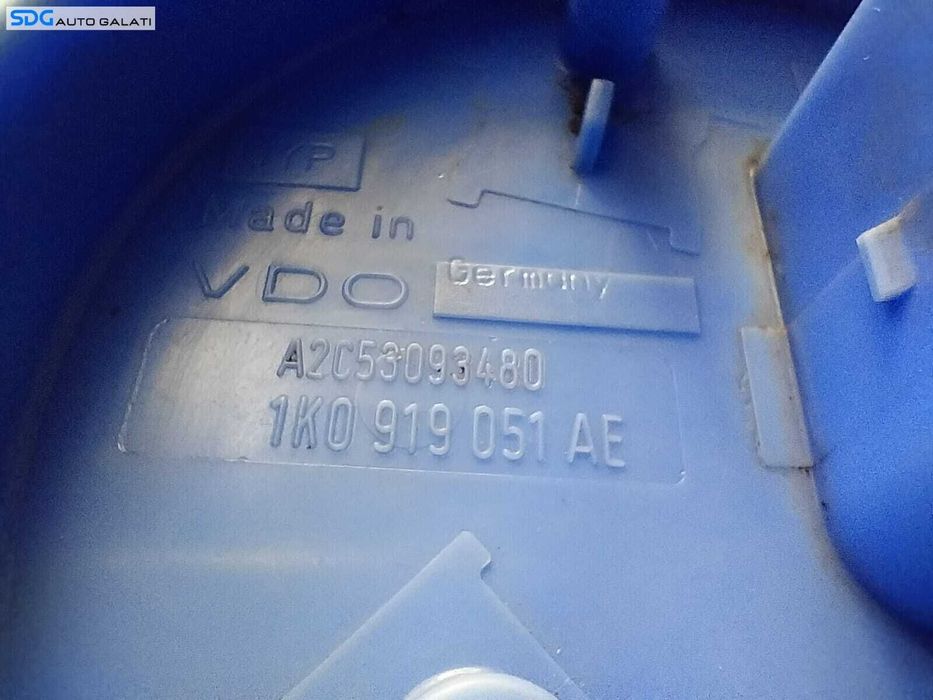 SDG AUTO GALATI
Made in
Germany
VDO
A2C53093480
1K0 919 051 AE